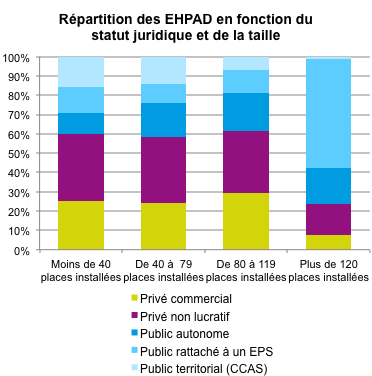 Répartition des EHPAD en fonction du
statut juridique et de la taille
100%
90%
80%
70%
60%
50%
40%
30%
20%
10%
0%
Moins de 40
places installées
De 40 à 79
places installées
De 80 à 119
places installées
Plus de 120
places installées
Privé commercial
Privé non lucratif
Public autonome
Public rattaché à un EPS
Public territorial (CCAS)